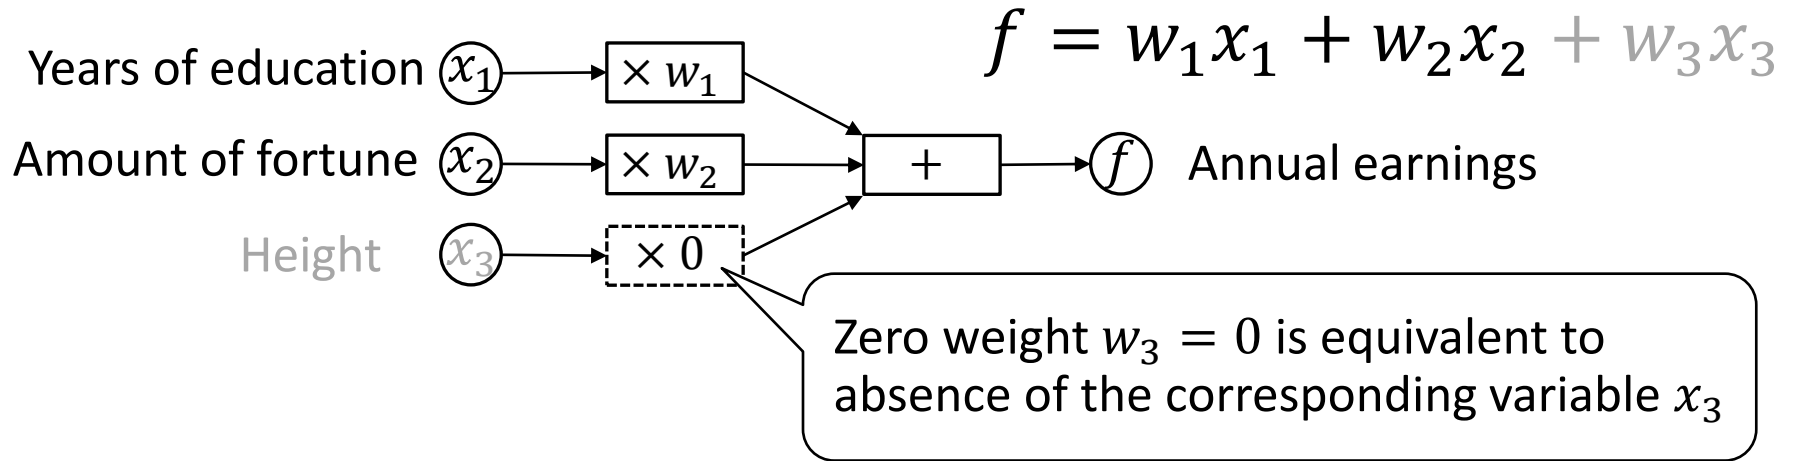 f = w₁x₁ + w₂x₂ + w₃x₃
Years of education x₁ × w₁
Amount of fortune x₂ × w₂ + f Annual earnings
Height x₃ × 0
Zero weight w₃ = 0 is equivalent to
absence of the corresponding variable x₃